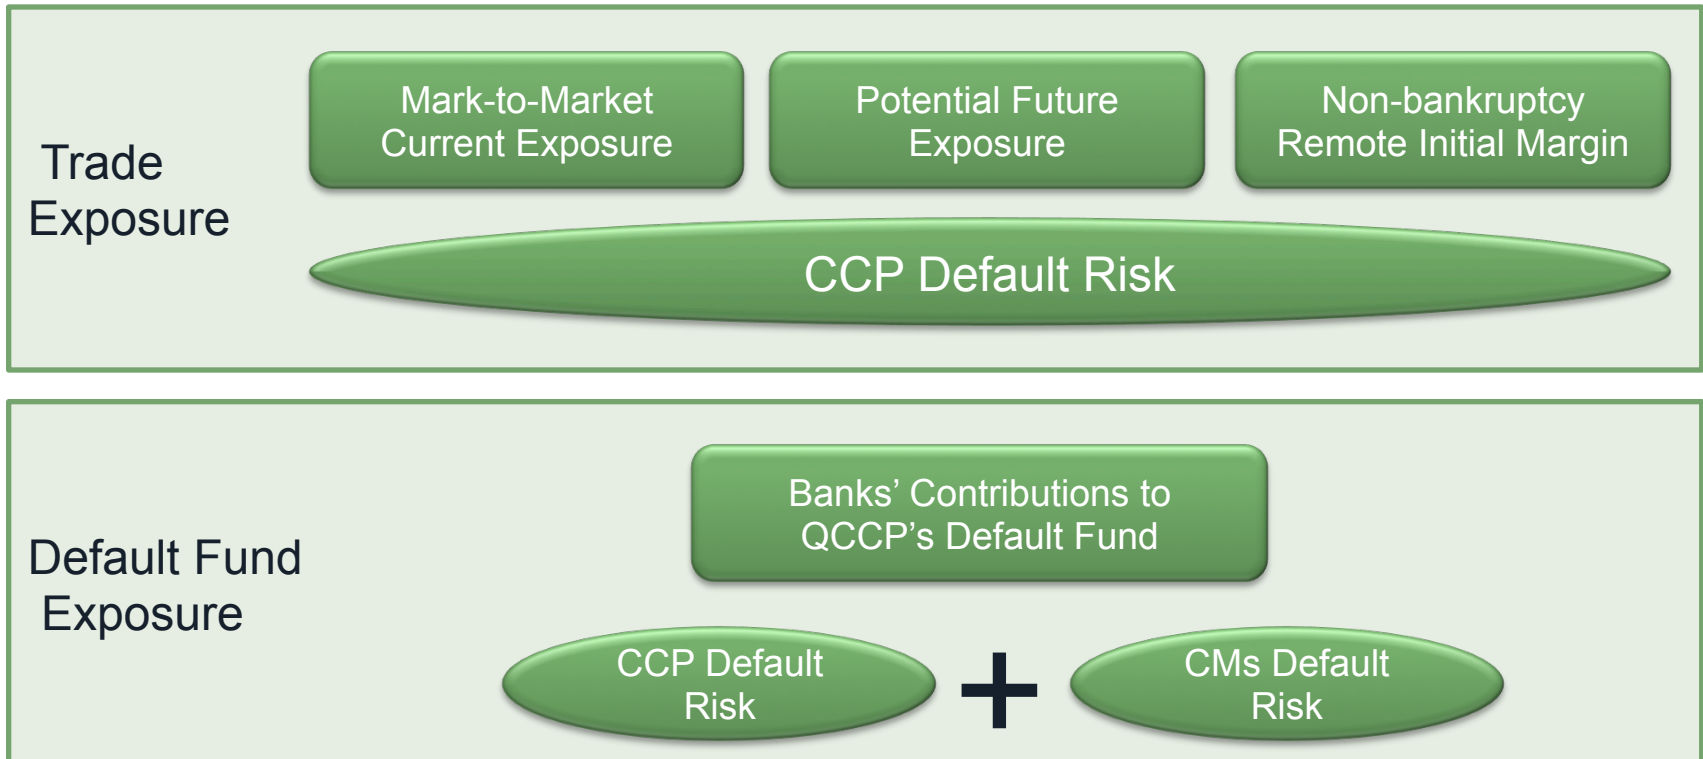 Trade
Exposure
Mark-to-Market
Current Exposure
Potential Future
Exposure
Non-bankruptcy
Remote Initial Margin
CCP Default Risk
Default Fund
Exposure
Banks’ Contributions to
QCCP’s Default Fund
CCP Default
Risk
+
CMs Default
Risk